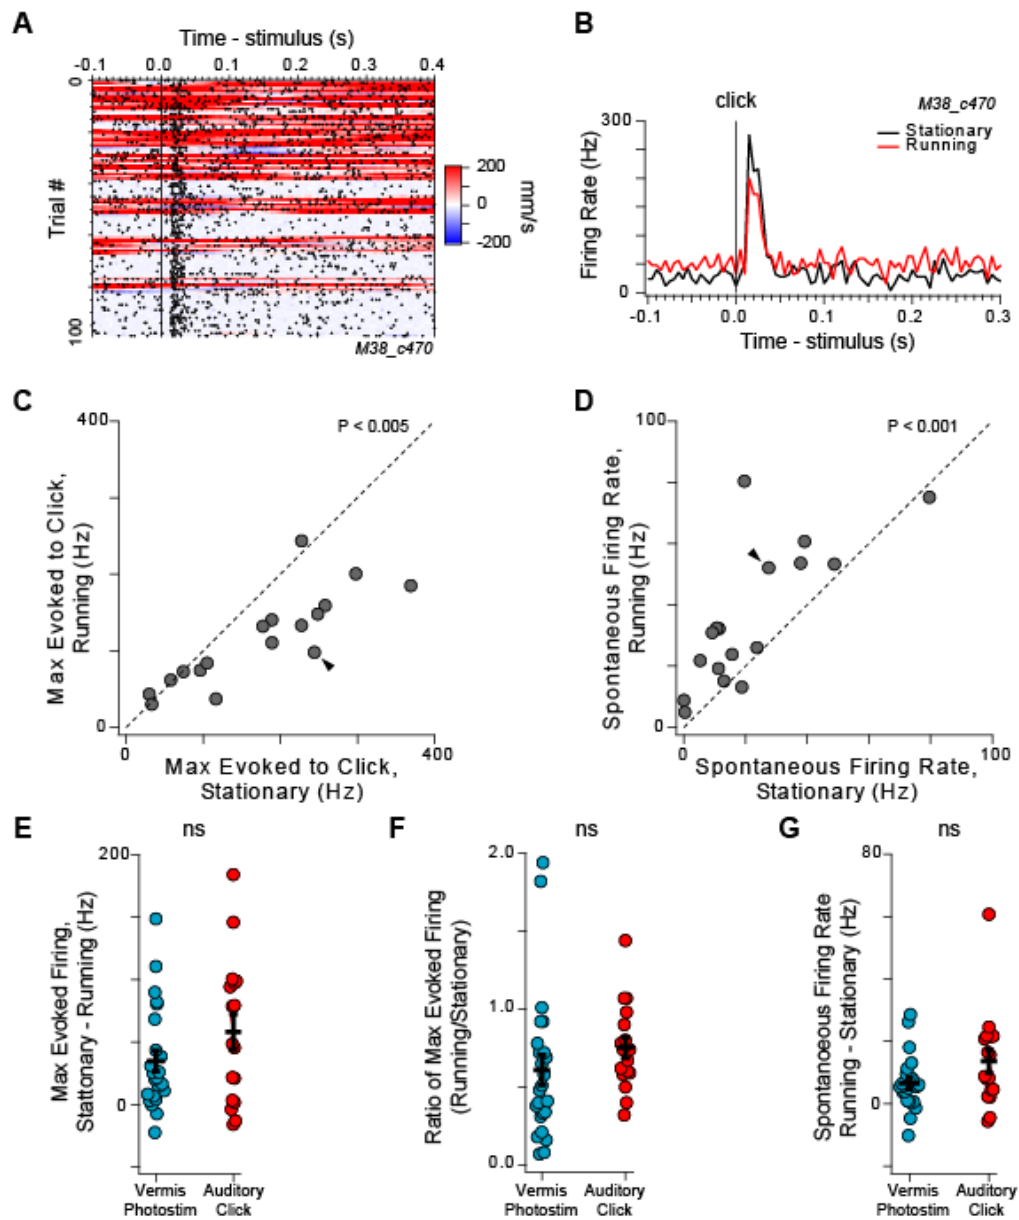 A
Time - stimulus (s)
-0.1 0.0 0.1 0.2 0.3 0.4
0
100
Trial #
200
0
-200
mm/s
M38_c470
B
click
M38_c470
Stationary
Running
300
0
Firing Rate (Hz)
-0.1 0.0 0.1 0.2 0.3
Time - stimulus (s)
C
400
P < 0.005
Max Evoked to Click,
Running (Hz)
0
0 400
Max Evoked to Click,
Stationary (Hz)
D
100
P < 0.001
Spontaneous Firing Rate,
Running (Hz)
0
0 100
Spontaneous Firing Rate,
Stationary (Hz)
E
ns
200
0
Max Evoked Firing,
Stattonary - Running (Hz)
Vermis Auditory
Photostim Click
F
ns
2.0
1.0
0.0
Ratio of Max Evoked Firing
(Running/Stationary)
Vermis Auditory
Photostim Click
G
ns
80
0
Spontanoeous Firing Rate
Running - Stationary (Hz)
Vermis Auditory
Photostim Click